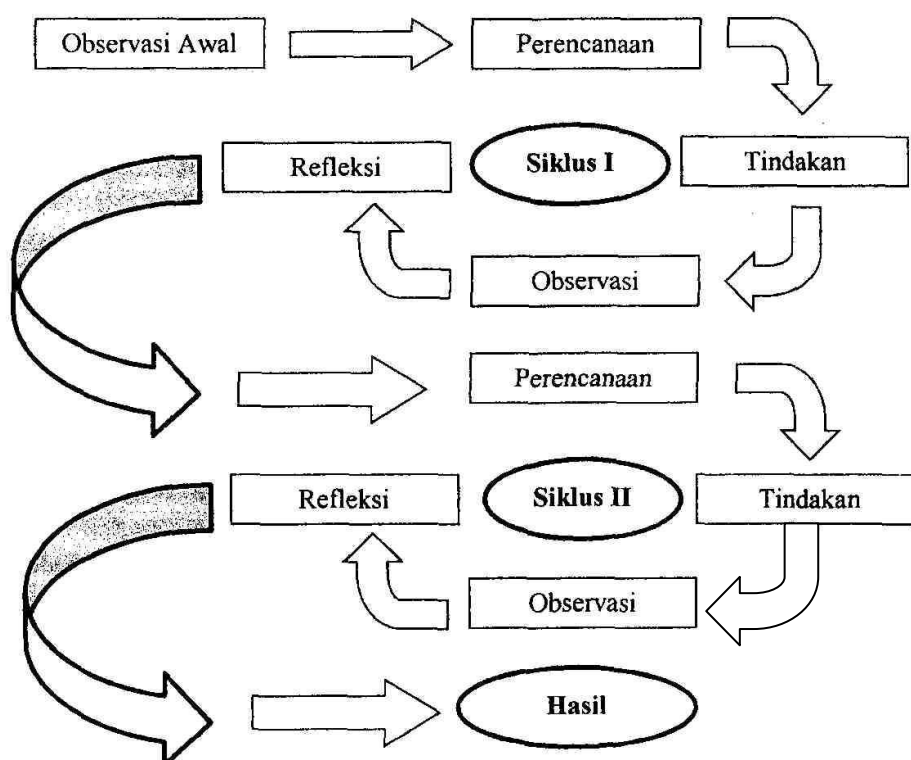 Observasi Awal
Perencanaan
Refleksi
Siklus I
Tindakan
Observasi
Perencanaan
Refleksi
Siklus II
Tindakan
Observasi
Hasil